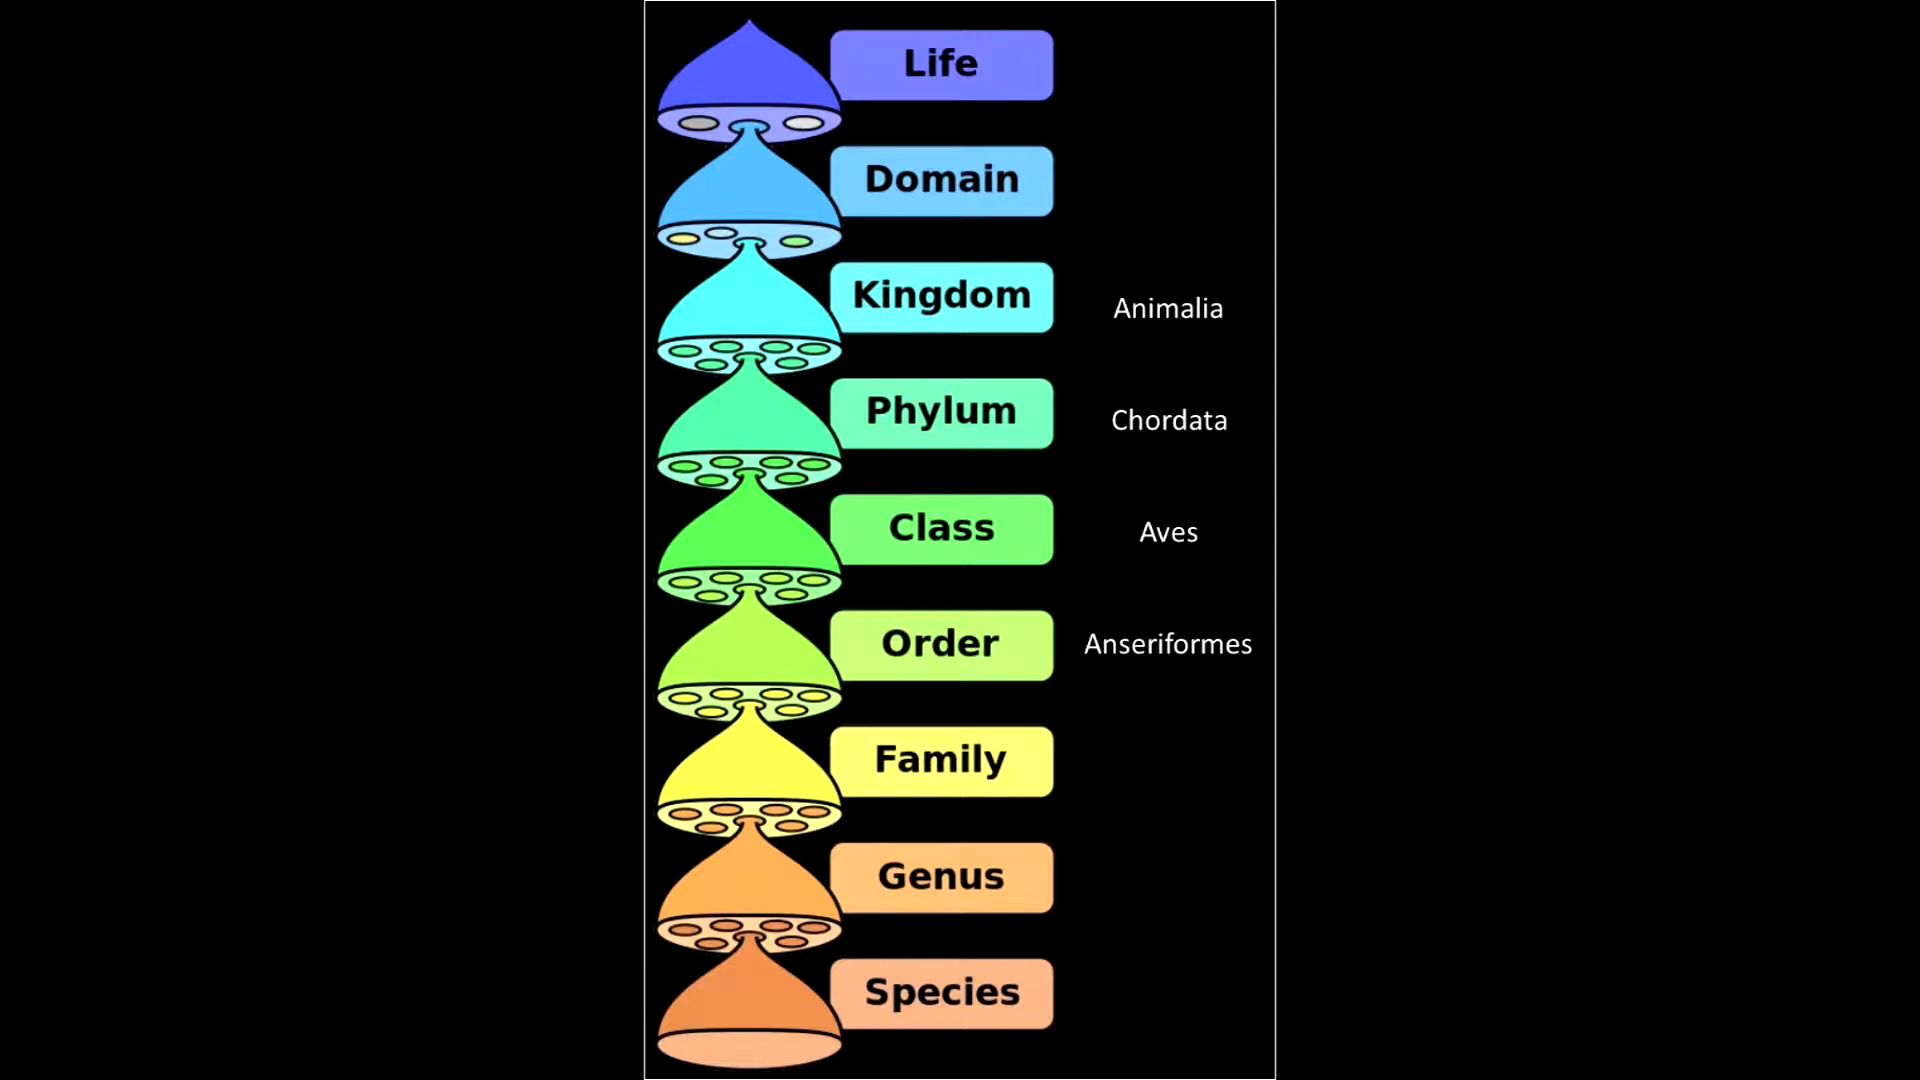 Life
Domain
Kingdom
Animalia
Phylum
Chordata
Class
Aves
Order
Anseriformes
Family
Genus
Species